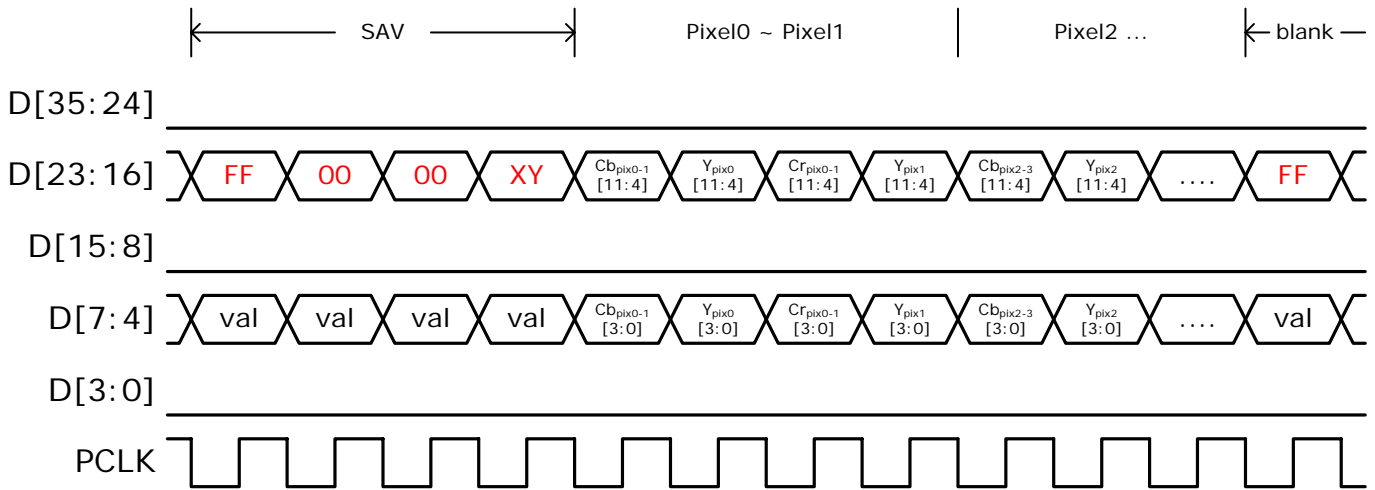 SAV Pixel0 ~ Pixel1 Pixel2 ... blank
D[35:24]
D[23:16] FF 00 00 XY Cbpix0-1 [11:4] Ypix0 [11:4] Crpix0-1 [11:4] Ypix1 [11:4] Cbpix2-3 [11:4] Ypix2 [11:4] .... FF
D[15:8]
D[7:4] val val val val Cbpix0-1 [3:0] Ypix0 [3:0] Crpix0-1 [3:0] Ypix1 [3:0] Cbpix2-3 [3:0] Ypix2 [3:0] .... val
D[3:0]
PCLK